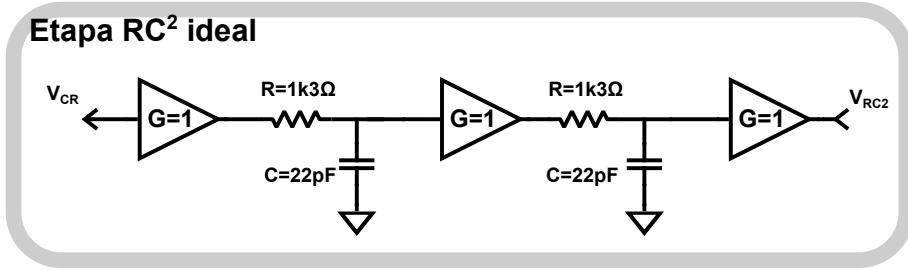 Etapa RC² ideal
R=1k3Ω
R=1k3Ω
V_CR
V_RC2
G=1
G=1
G=1
C=22pF
C=22pF